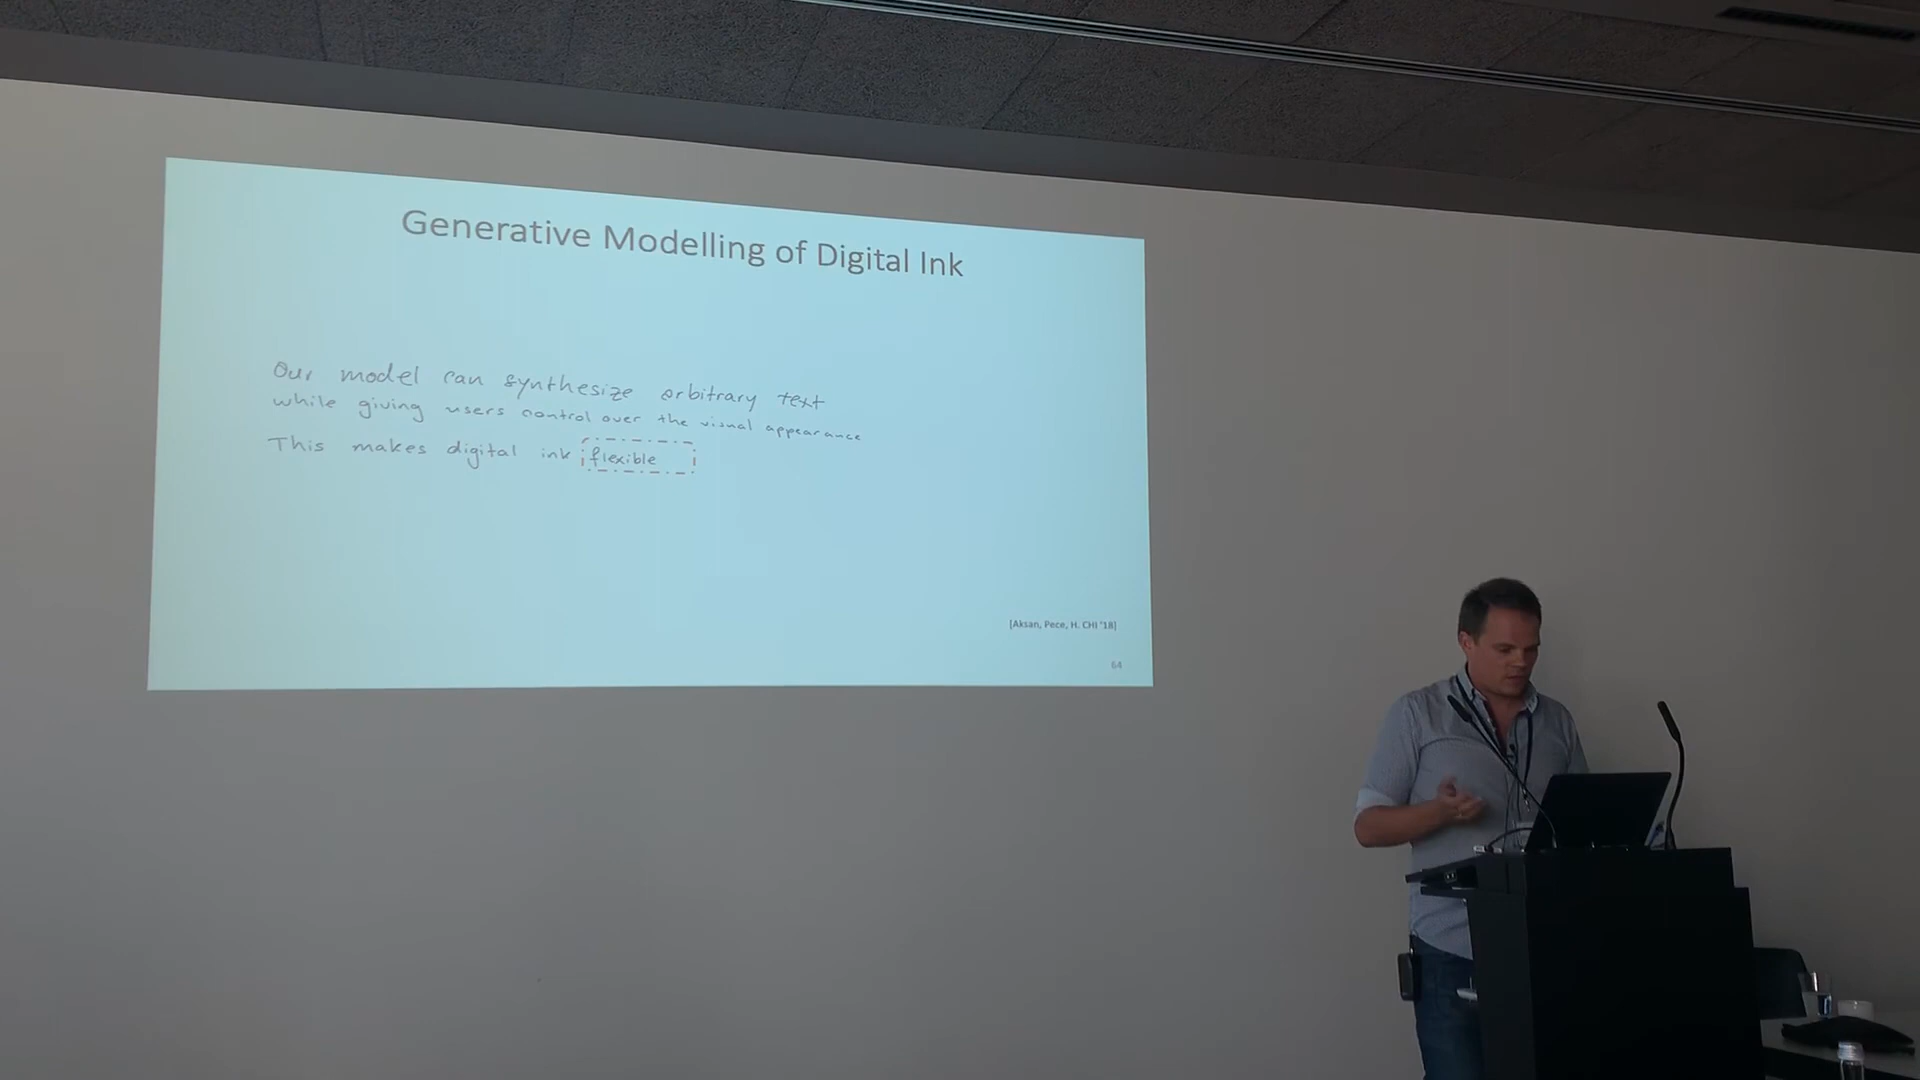 Generative Modelling of Digital Ink
Our model can synthesize arbitrary text
while giving users control over the visual appearance
This makes digital ink flexible
[Aksan, Pece, H. CHI '18]
64